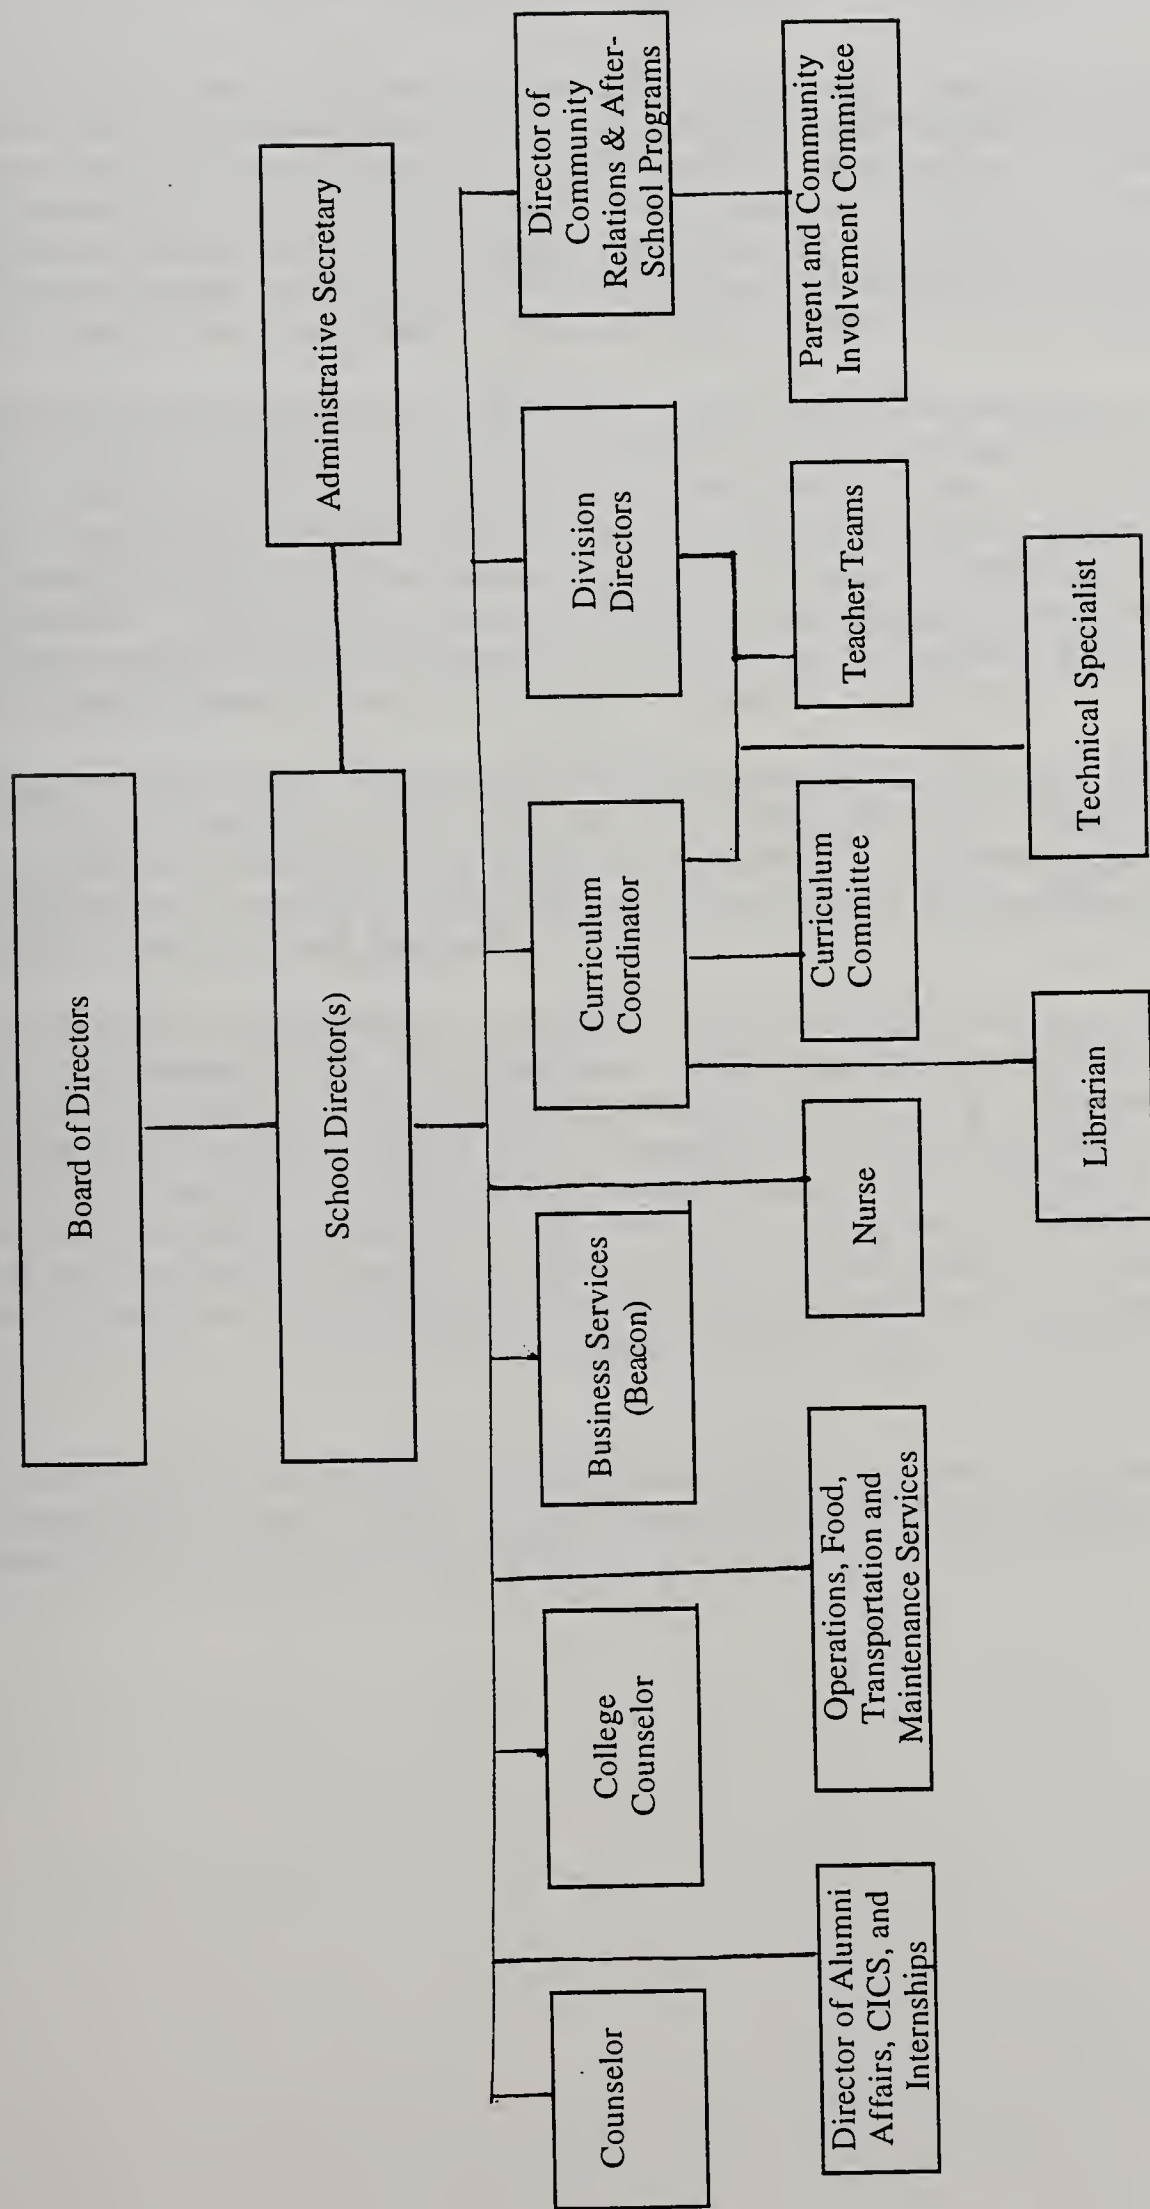 Board of Directors
School Director(s)
Administrative Secretary
Counselor
College
Counselor
Business Services
(Beacon)
Curriculum
Coordinator
Division
Directors
Director of
Community
Relations & After-
School Programs
Director of Alumni
Affairs, CICS, and
Internships
Operations, Food,
Transportation and
Maintenance Services
Nurse
Curriculum
Committee
Teacher Teams
Parent and Community
Involvement Committee
Librarian
Technical Specialist